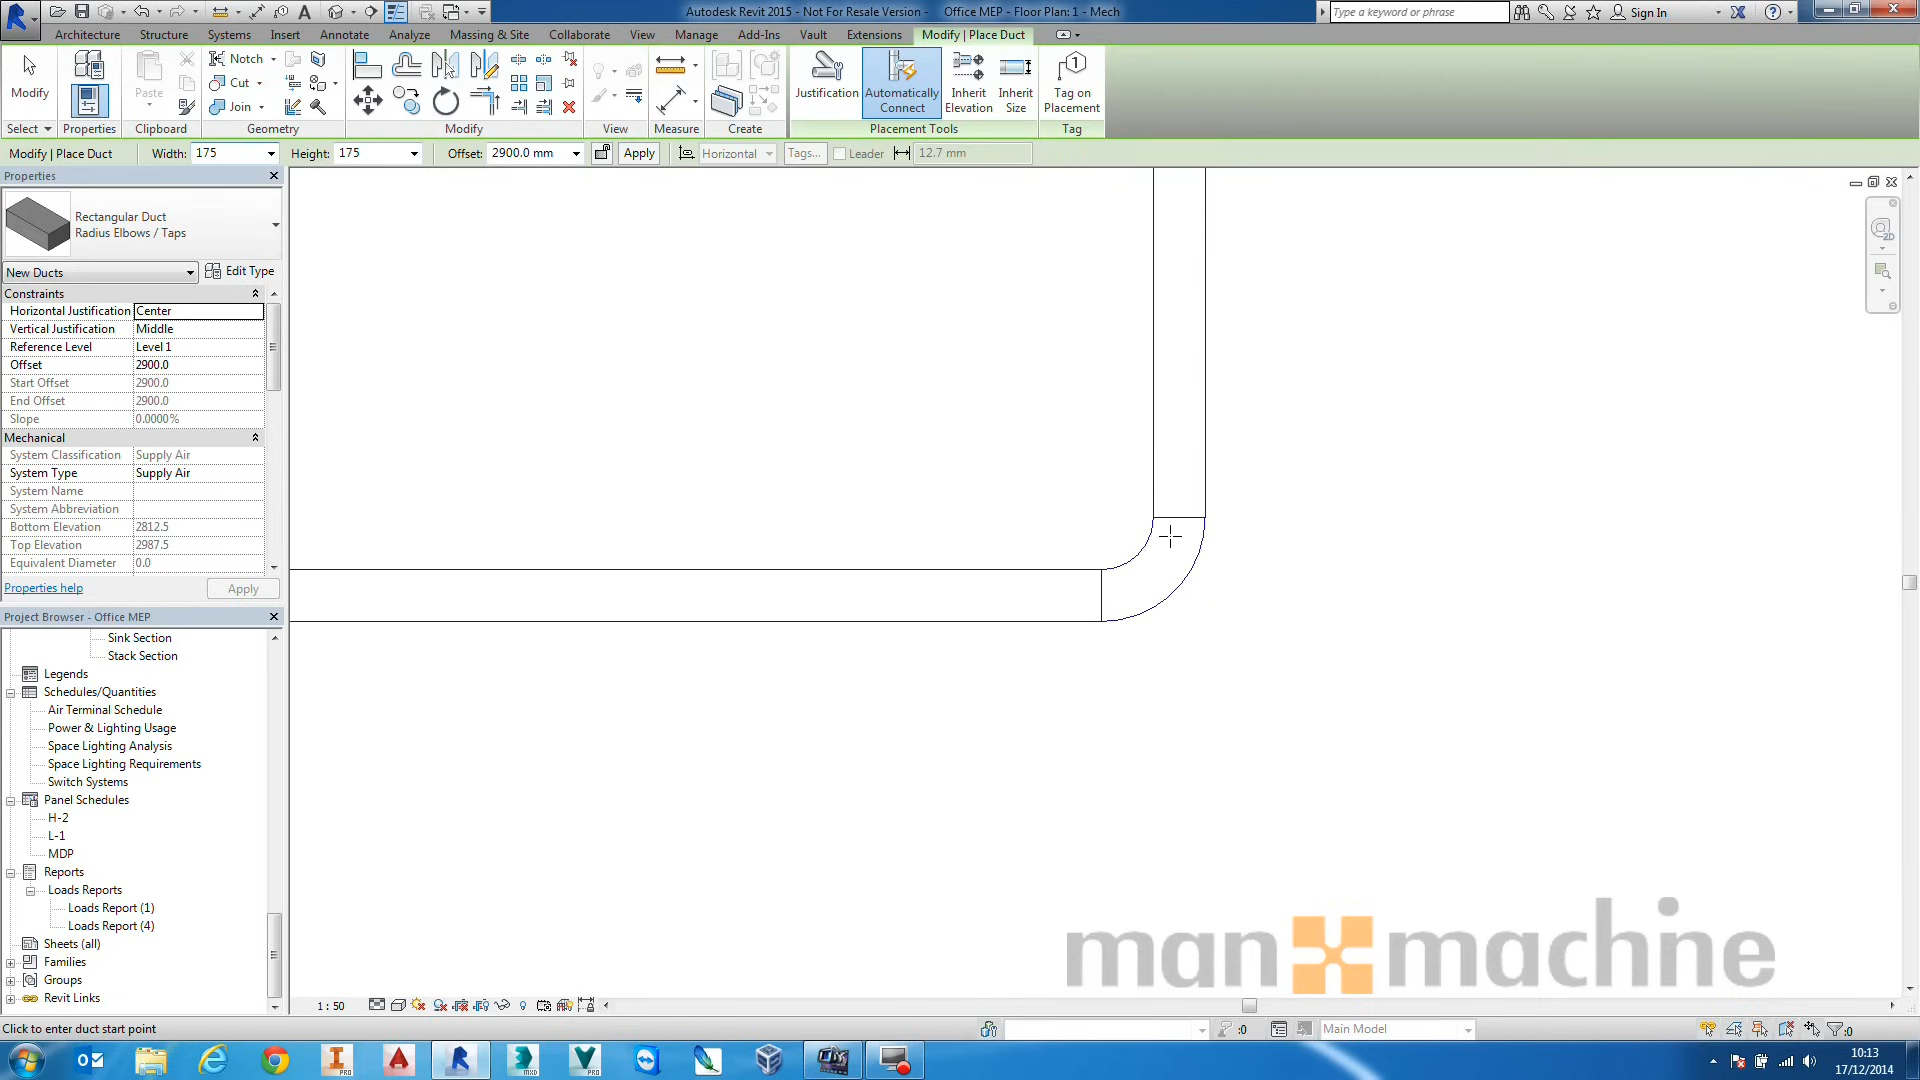 Autodesk Revit 2015 - Not For Resale Version - Office MEP - Floor Plan: 1 - Mech
Type a keyword or phrase
Sign In
Architecture Structure Systems Insert Annotate Analyze Massing & Site Collaborate View Manage Add-Ins Vault Extensions Modify | Place Duct
Modify
Paste
Notch
Cut
Join
Justification
Automatically Connect
Inherit Elevation
Inherit Size
Tag on Placement
Select Properties Clipboard Geometry Modify View Measure Create Placement Tools Tag
Modify | Place Duct Width: 175 Height: 175 Offset: 2900.0 mm Apply Horizontal Tags... Leader 12.7 mm
Properties
Rectangular Duct
Radius Elbows / Taps
New Ducts Edit Type
Constraints
Horizontal Justification Center
Vertical Justification Middle
Reference Level Level 1
Offset 2900.0
Start Offset 2900.0
End Offset 2900.0
Slope 0.0000%
Mechanical
System Classification Supply Air
System Type Supply Air
System Name
System Abbreviation
Bottom Elevation 2812.5
Top Elevation 2987.5
Equivalent Diameter 0.0
Properties help Apply
Project Browser - Office MEP
Sink Section
Stack Section
Legends
Schedules/Quantities
Air Terminal Schedule
Power & Lighting Usage
Space Lighting Analysis
Space Lighting Requirements
Switch Systems
Panel Schedules
H-2
L-1
MDP
Reports
Loads Reports
Loads Report (1)
Loads Report (4)
Sheets (all)
Families
Groups
Revit Links
man machine
1 : 50
Click to enter duct start point
:0
Main Model
:0
10:13
17/12/2014